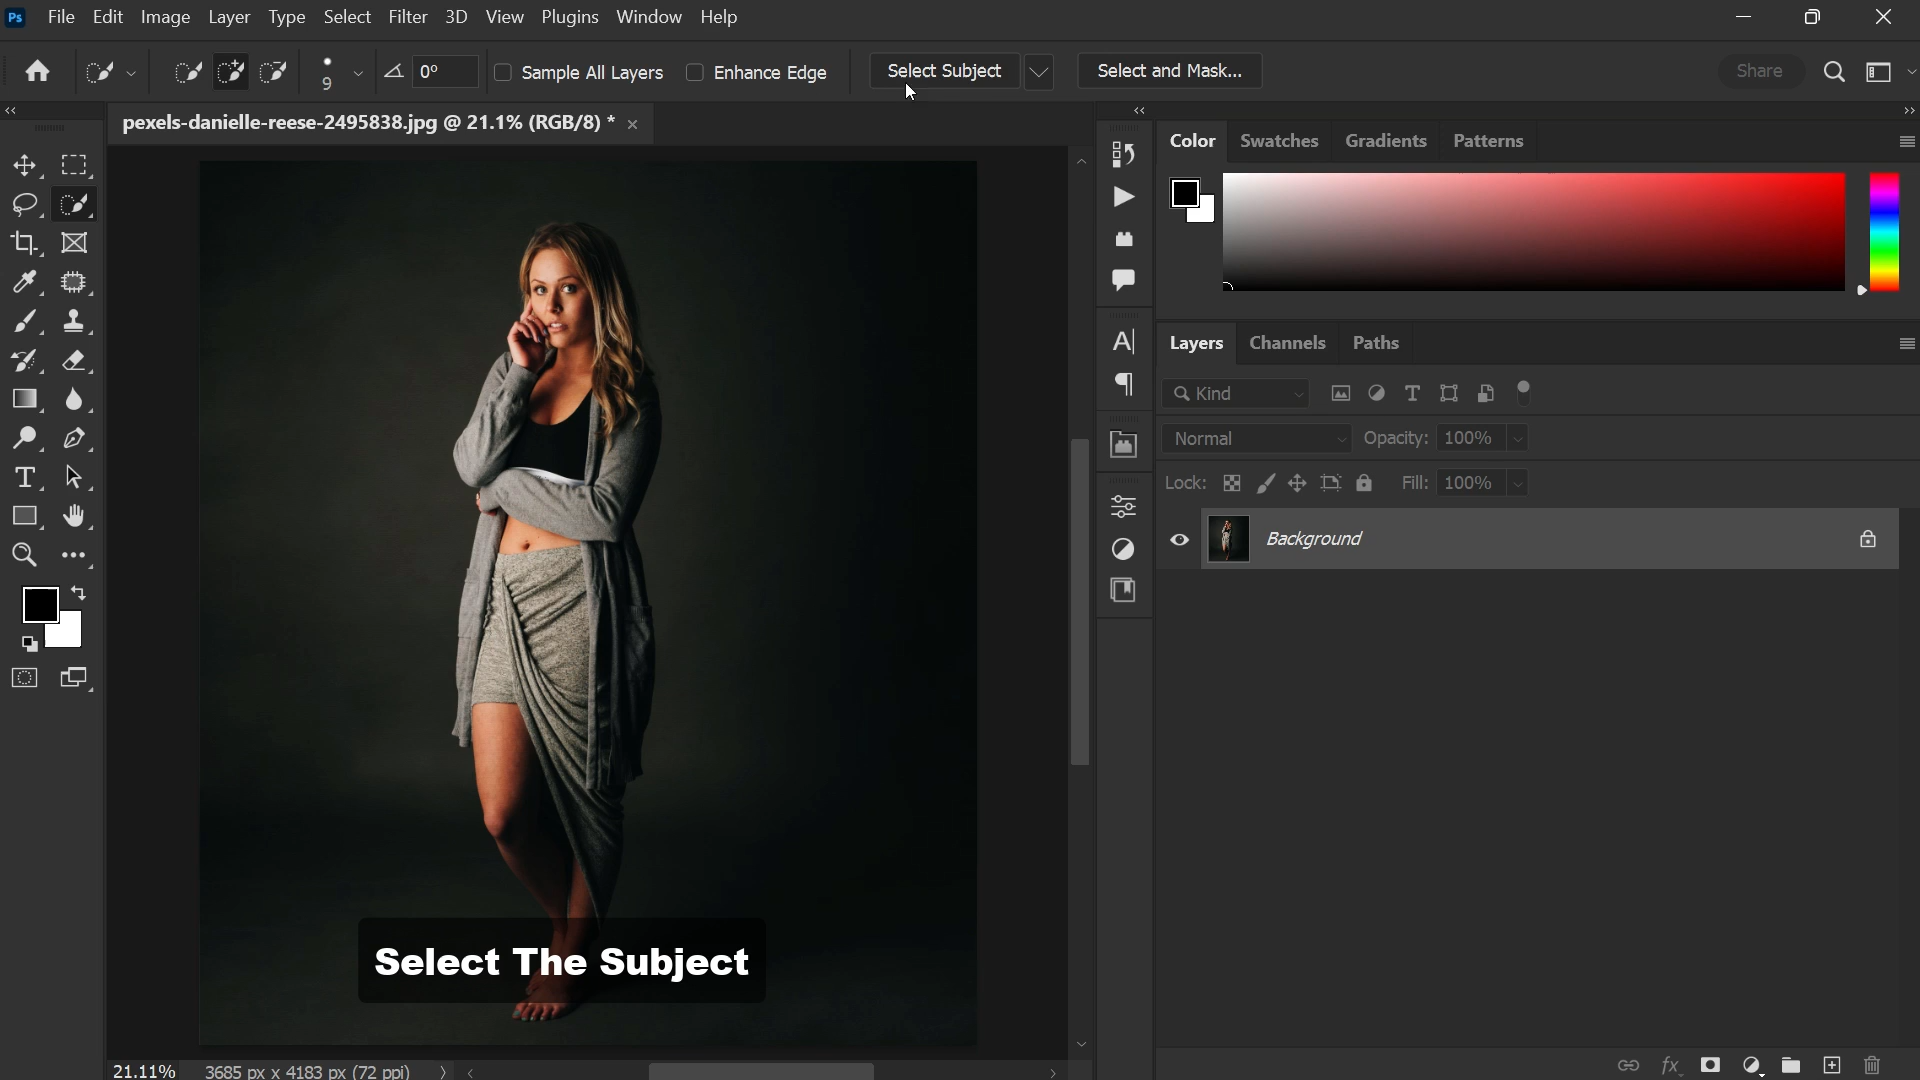 Ps File Edit Image Layer Type Select Filter 3D View Plugins Window Help
9 0° Sample All Layers Enhance Edge Select Subject Select and Mask... Share
pexels-danielle-reese-2495838.jpg @ 21.1% (RGB/8) *
Color Swatches Gradients Patterns
Layers Channels Paths
Kind
Normal Opacity: 100%
Lock: Fill: 100%
Background
Select The Subject
21.11% 3685 px x 4183 px (72 ppi)